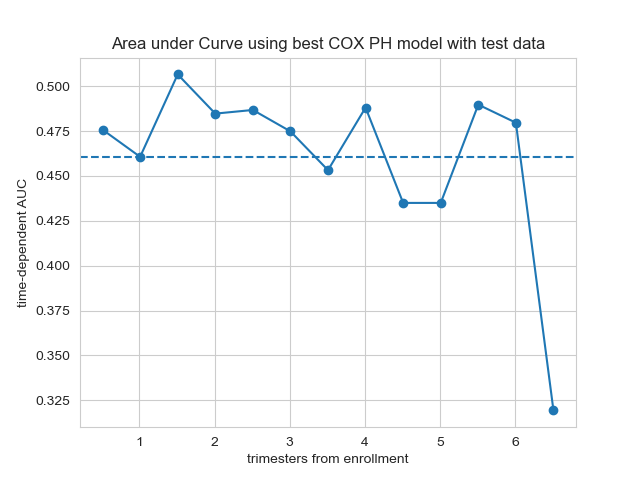 Area under Curve using best COX PH model with test data
0.500
0.475
0.450
0.425
0.400
0.375
0.350
0.325
time-dependent AUC
1 2 3 4 5 6
trimesters from enrollment